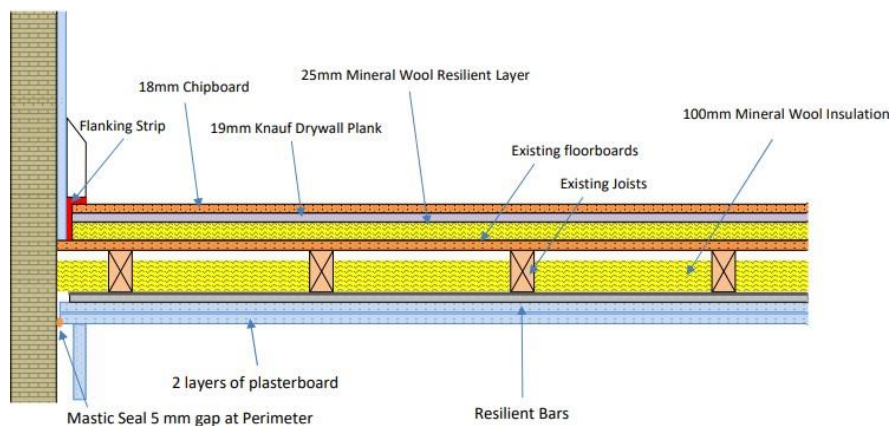 25mm Mineral Wool Resilient Layer
18mm Chipboard
100mm Mineral Wool Insulation
Flanking Strip
19mm Knauf Drywall Plank
Existing floorboards
Existing Joists
2 layers of plasterboard
Resilient Bars
Mastic Seal 5 mm gap at Perimeter